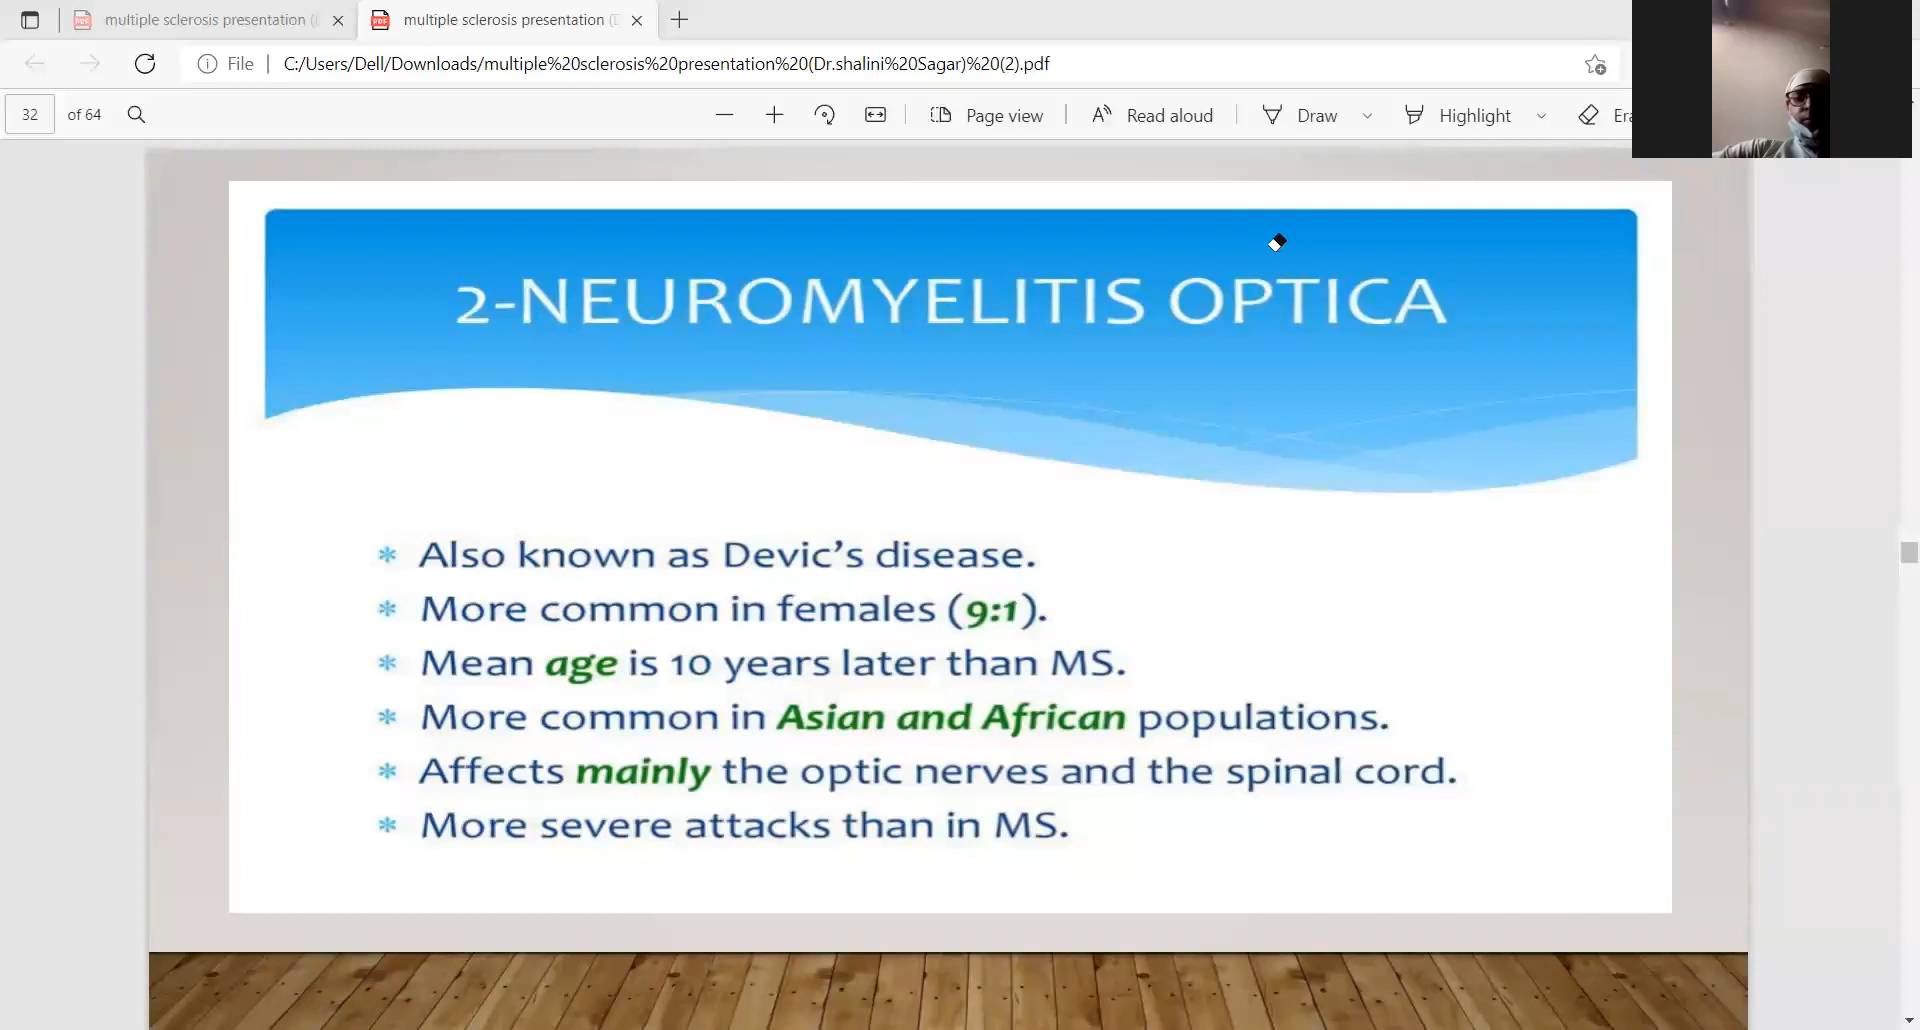 multiple sclerosis presentation (
multiple sclerosis presentation (
File
C:/Users/Dell/Downloads/multiple%20sclerosis%20presentation%20(Dr.shalini%20Sagar)%20(2).pdf
32 of 64
Page view
Read aloud
Draw
Highlight
Era
2-NEUROMYELITIS OPTICA
* Also known as Devic’s disease.
* More common in females (9:1).
* Mean age is 10 years later than MS.
* More common in Asian and African populations.
* Affects mainly the optic nerves and the spinal cord.
* More severe attacks than in MS.